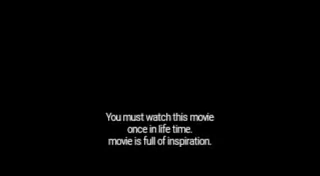 You must watch this movie
once in life time.
movie is full of inspiration.